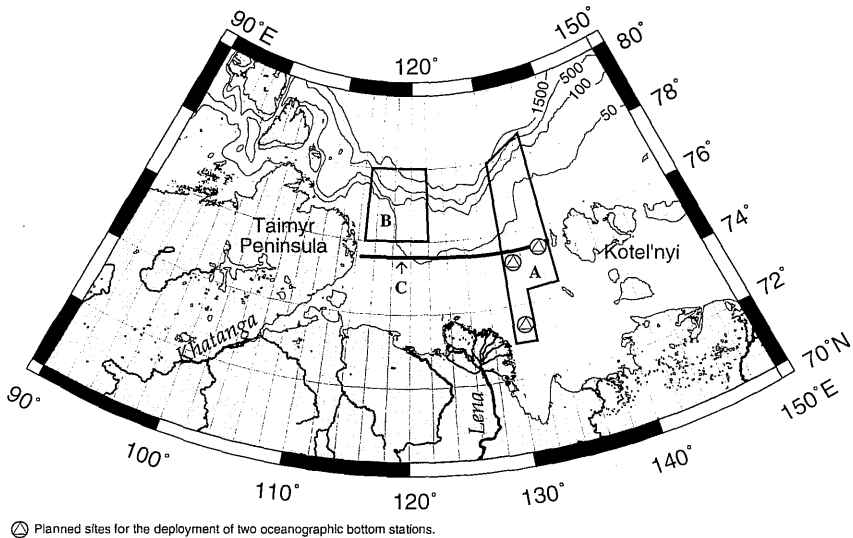 90°E
120°
150°
80°
78°
76°
74°
72°
70°N
150°E
1500
500
100
50
Taimyr
Peninsula
B
A
C
Kotel'nyi
Khatanga
Lena
90°
100°
110°
120°
130°
140°
Planned sites for the deployment of two oceanographic bottom stations.